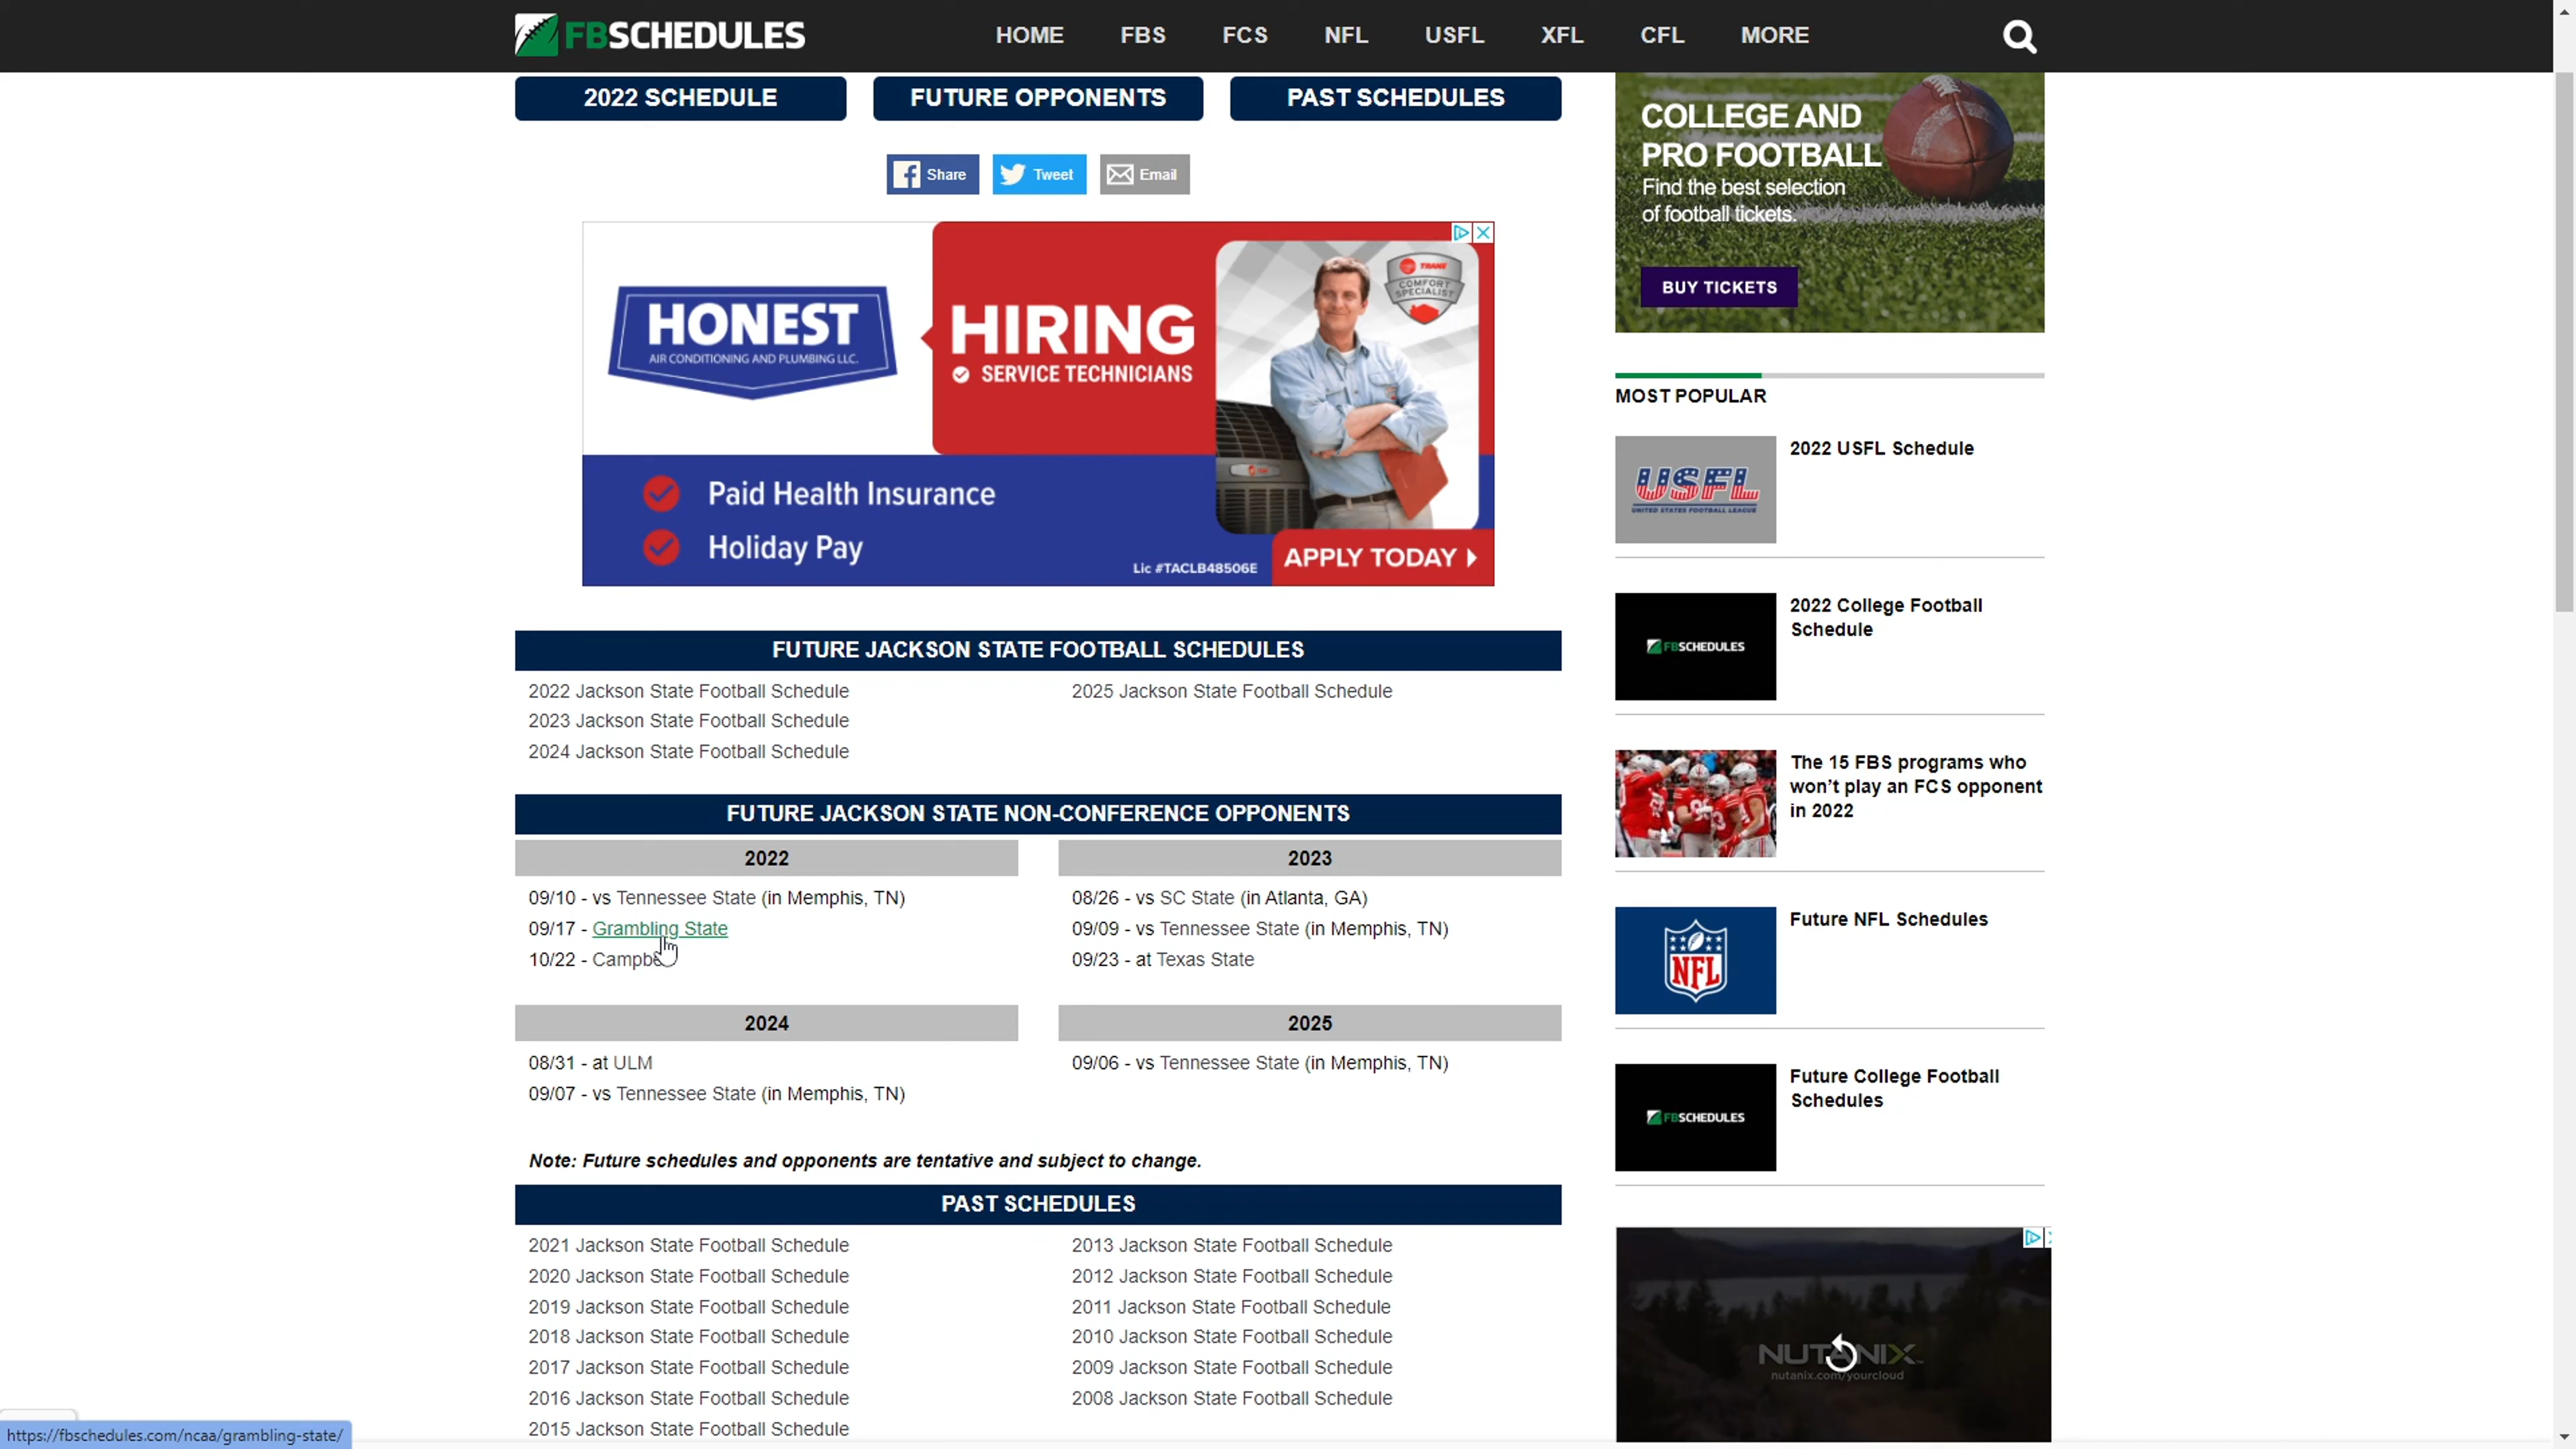 FBSCHEDULES HOME FBS FCS NFL USFL XFL CFL MORE
2022 SCHEDULE FUTURE OPPONENTS PAST SCHEDULES
Share Tweet Email
HONEST
AIR CONDITIONING AND PLUMBING LLC.
HIRING
SERVICE TECHNICIANS
TRANE
COMFORT
SPECIALIST
Paid Health Insurance
Holiday Pay
Lic #TACLB48506E
APPLY TODAY
FUTURE JACKSON STATE FOOTBALL SCHEDULES
2022 Jackson State Football Schedule
2023 Jackson State Football Schedule
2024 Jackson State Football Schedule
2025 Jackson State Football Schedule
FUTURE JACKSON STATE NON-CONFERENCE OPPONENTS
2022
09/10 - vs Tennessee State (in Memphis, TN)
09/17 - Grambling State
10/22 -
2023
08/26 - vs SC State (in Atlanta, GA)
09/09 - vs Tennessee State (in Memphis, TN)
09/23 - at Texas State
2024
08/31 - at ULM
09/07 - vs Tennessee State (in Memphis, TN)
2025
09/06 - vs Tennessee State (in Memphis, TN)
Note: Future schedules and opponents are tentative and subject to change.
PAST SCHEDULES
2021 Jackson State Football Schedule
2020 Jackson State Football Schedule
2019 Jackson State Football Schedule
2018 Jackson State Football Schedule
2017 Jackson State Football Schedule
2016 Jackson State Football Schedule
2015 Jackson State Football Schedule
2013 Jackson State Football Schedule
2012 Jackson State Football Schedule
2011 Jackson State Football Schedule
2010 Jackson State Football Schedule
2009 Jackson State Football Schedule
2008 Jackson State Football Schedule
COLLEGE AND
PRO FOOTBALL
Find the best selection
of football tickets.
BUY TICKETS
MOST POPULAR
USFL
UNITED STATES FOOTBALL LEAGUE
2022 USFL Schedule
FBSCHEDULES
2022 College Football
Schedule
The 15 FBS programs who
won't play an FCS opponent
in 2022
NFL
Future NFL Schedules
FBSCHEDULES
Future College Football
Schedules
NUTANIX
nutanix.com/yourcloud
https://fbschedules.com/ncaa/grambling-state/